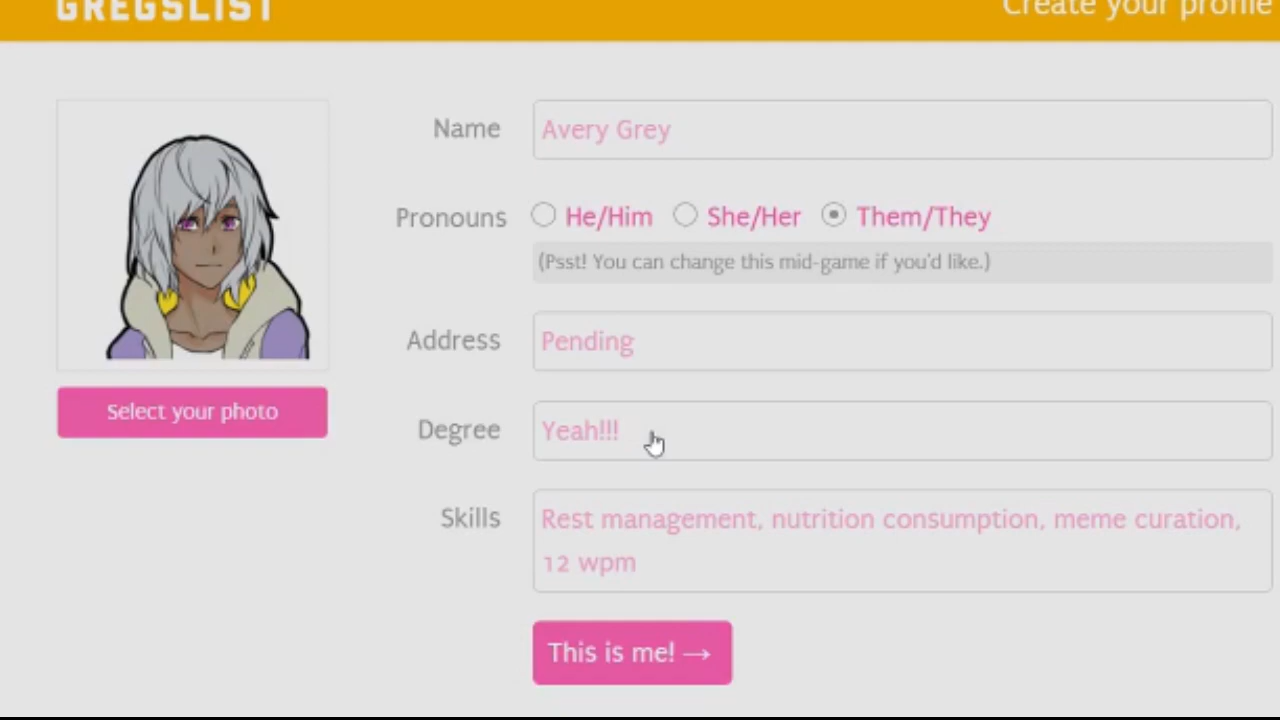 GREGSLIST
Create your profile
Name
Avery Grey
Pronouns
He/Him
She/Her
Them/They
(Psst! You can change this mid-game if you'd like.)
Address
Pending
Degree
Yeah!!!
Skills
Rest management, nutrition consumption, meme curation,
12 wpm
Select your photo
This is me! →